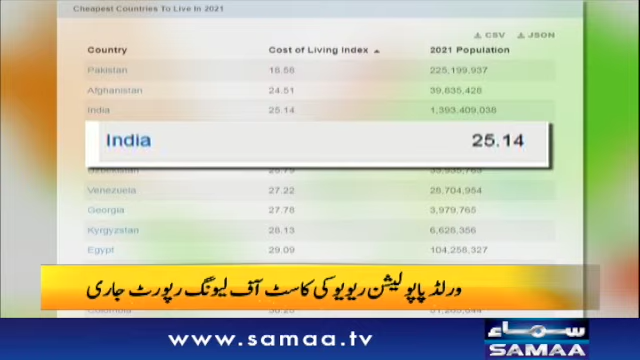 Cheapest Countries To Live In 2021
CSV JSON
Country Cost of Living Index 2021 Population
Pakistan 18.58 225,199,937
Afghanistan 24.51 39,835,428
India 25.14 1,393,409,038
India 25.14
Venezuela 27.22 28,704,954
Georgia 27.76 3,979,765
Kyrgyzstan 28.13 6,628,356
Egypt 29.09 104,258,327
ورلڈ پاپولیشن ریویو کی کاسٹ آف لیونگ رپورٹ جاری
www.samaa.tv
سماء
SAMAA